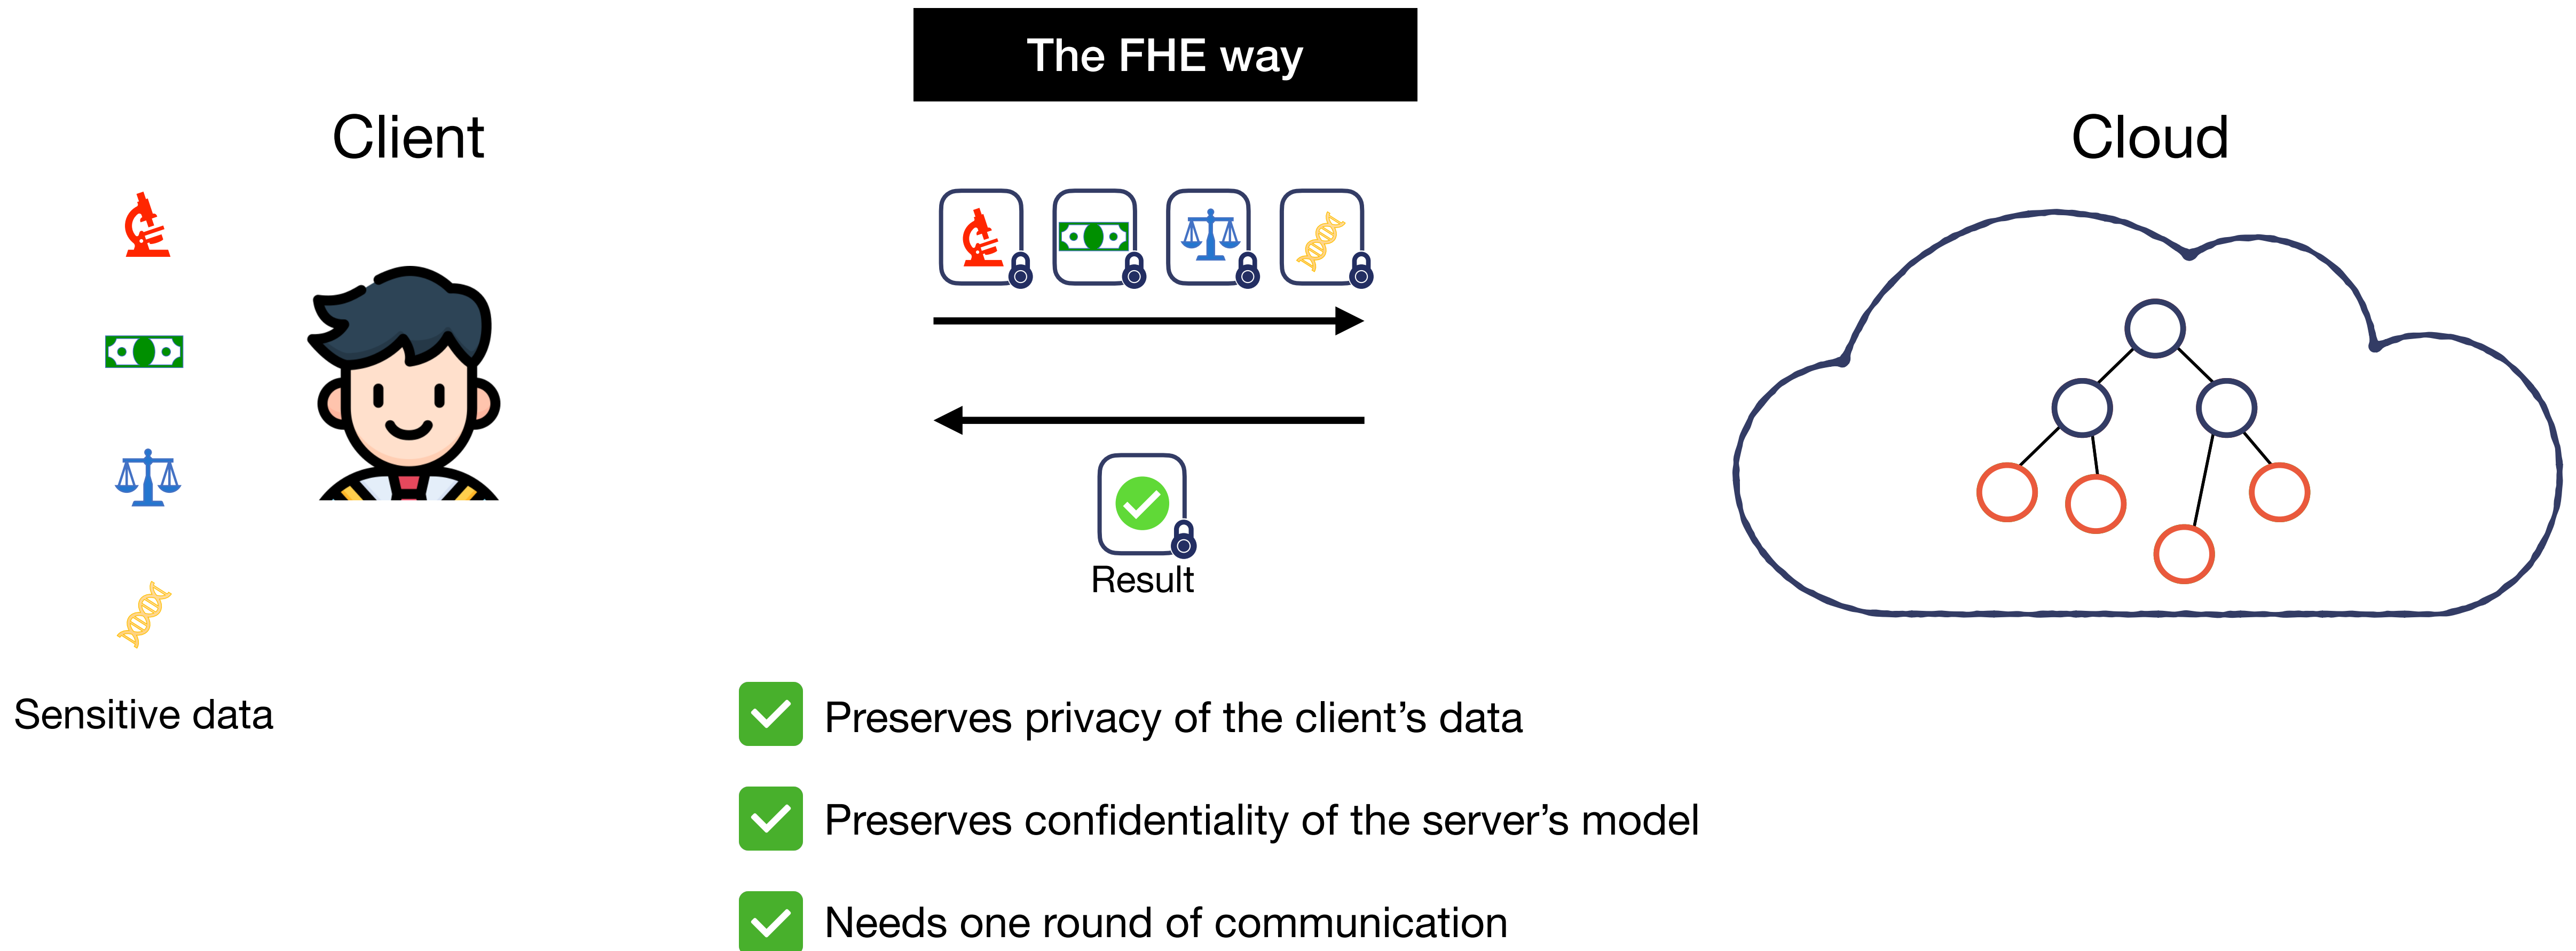 The FHE way
Client
Cloud
Result
Sensitive data
Preserves privacy of the client’s data
Preserves confidentiality of the server’s model
Needs one round of communication